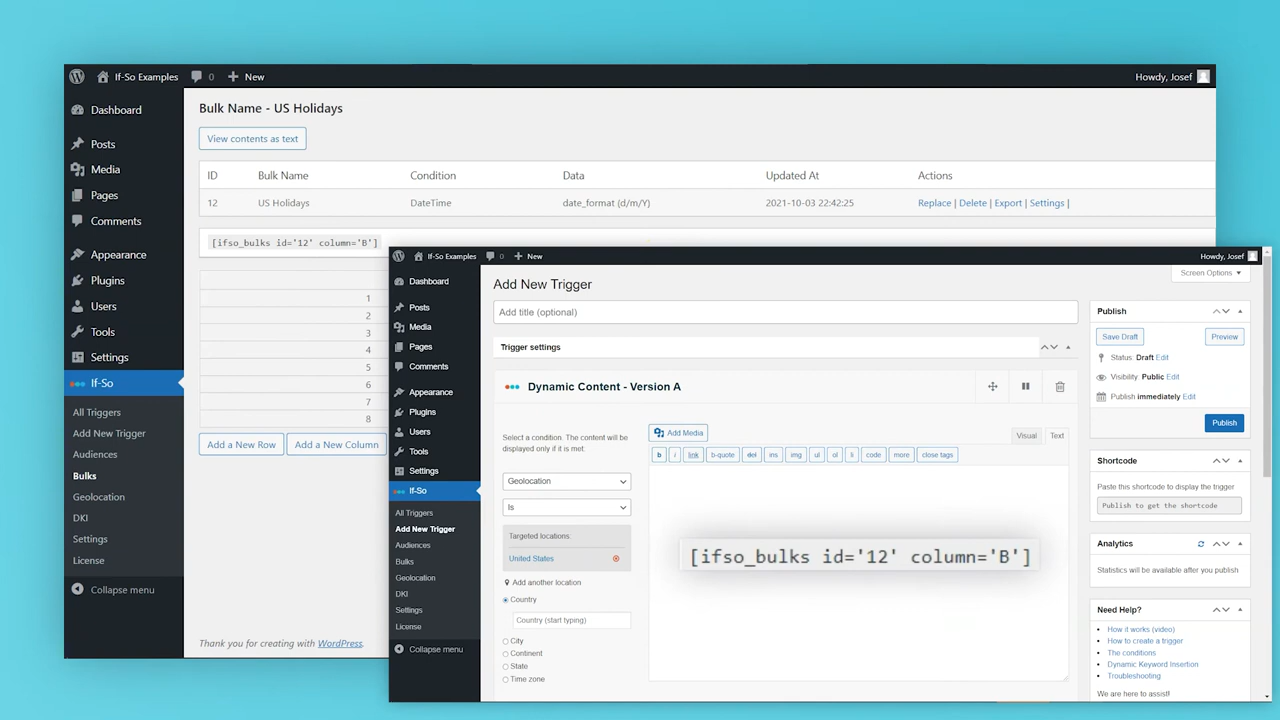 If-So Examples 0 New Howdy, Josef
Dashboard
Posts
Media
Pages
Comments
Appearance
Plugins
Users
Tools
Settings
If-So
All Triggers
Add New Trigger
Audiences
Bulks
Geolocation
DKI
Settings
License
Collapse menu
Bulk Name - US Holidays
View contents as text
ID Bulk Name Condition Data Updated At Actions
12 US Holidays DateTime date_format (d/m/Y) 2021-10-03 22:42:25 Replace | Delete | Export | Settings |
[ifso_bulks id='12' column='B']
1
2
3
4
5
6
7
8
Add a New Row Add a New Column
Thank you for creating with WordPress.
If-So Examples 0 New Howdy, Josef
Dashboard
Posts
Media
Pages
Comments
Appearance
Plugins
Users
Tools
Settings
If-So
All Triggers
Add New Trigger
Audiences
Bulks
Geolocation
DKI
Settings
License
Collapse menu
Screen Options
Add New Trigger
Add title (optional)
Trigger settings
Dynamic Content - Version A
Select a condition. The content will be
displayed only if it is met:
Geolocation
Is
Targeted locations:
United States
Add another location
Country
Country (start typing)
City
Continent
State
Time zone
Add Media Visual Text
b i link b-quote del ins img ul ol li code more close tags
[ifso_bulks id='12' column='B']
Publish
Save Draft Preview
Status: Draft Edit
Visibility: Public Edit
Publish immediately Edit
Publish
Shortcode
Paste this shortcode to display the trigger
Publish to get the shortcode
Analytics
Statistics will be available after you publish
Need Help?
How it works (video)
How to create a trigger
The conditions
Dynamic Keyword Insertion
Troubleshooting
We are here to assist!